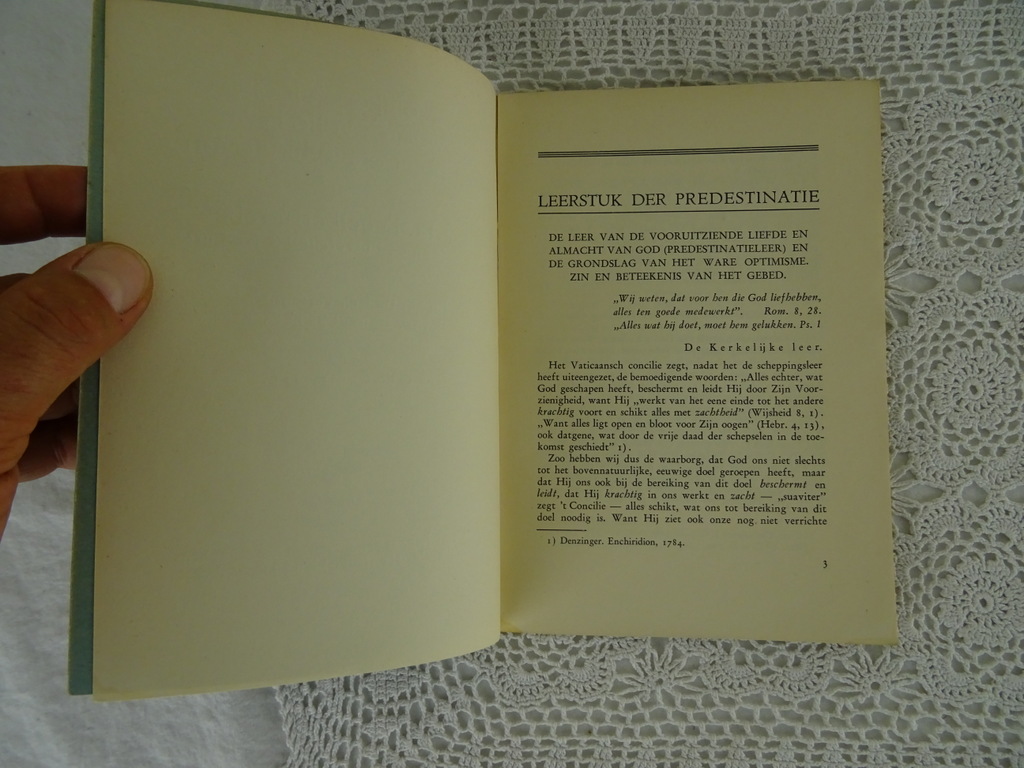 LEERSTUK DER PREDESTINATIE
DE LEER VAN DE VOORUITZIENDE LIEFDE EN
ALMACHT VAN GOD (PREDESTINATIELEER) EN
DE GRONDSLAG VAN HET WARE OPTIMISME.
ZIN EN BETEEKENIS VAN HET GEBED.
„Wij weten, dat voor hen die God liefhebben,
alles ten goede medewerkt". Rom. 8, 28.
„Alles wat hij doet, moet hem gelukken. Ps. 1
De Kerkelijke leer.
Het Vaticaansch concilie zegt, nadat het de scheppingsleer
heeft uiteengezet, de bemoedigende woorden: „Alles echter, wat
God geschapen heeft, beschermt en leidt Hij door Zijn Voor-
zienigheid, want Hij „werkt van het eene einde tot het andere
krachtig voort en schikt alles met zachtheid" (Wijsheid 8, 1).
„Want alles ligt open en bloot voor Zijn oogen" (Hebr. 4, 13),
ook datgene, wat door de vrije daad der schepselen in de toe-
komst geschiedt" 1).
Zoo hebben wij dus de waarborg, dat God ons niet slechts
tot het bovennatuurlijke, eeuwige doel geroepen heeft, maar
dat Hij ons ook bij de bereiking van dit doel beschermt en
leidt, dat Hij krachtig in ons werkt en zacht — „suaviter"
zegt 't Concilie — alles schikt, wat ons tot bereiking van dit
doel noodig is. Want Hij ziet ook onze nog niet verrichte
1) Denzinger. Enchiridion, 1784.
3